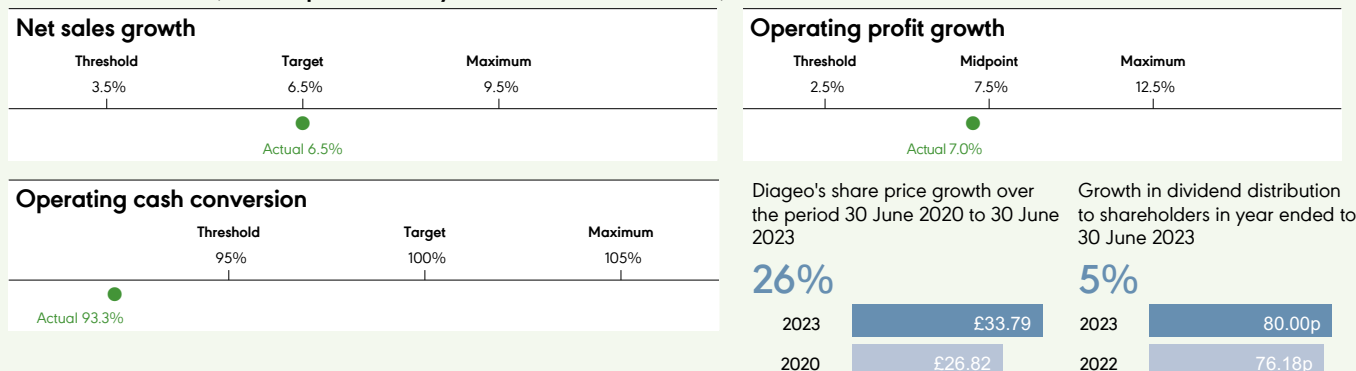 Net sales growth
Threshold Target Maximum
3.5% 6.5% 9.5%
Actual 6.5%
Operating profit growth
Threshold Midpoint Maximum
2.5% 7.5% 12.5%
Actual 7.0%
Operating cash conversion
Threshold Target Maximum
95% 100% 105%
Actual 93.3%
Diageo's share price growth over
the period 30 June 2020 to 30 June
2023
26%
2023 £33.79
2020 £26.82
Growth in dividend distribution
to shareholders in year ended to
30 June 2023
5%
2023 80.00p
2022 76.18p